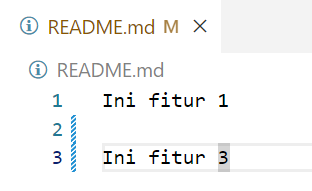 README.md M
README.md
1 Ini fitur 1
2
3 Ini fitur 3